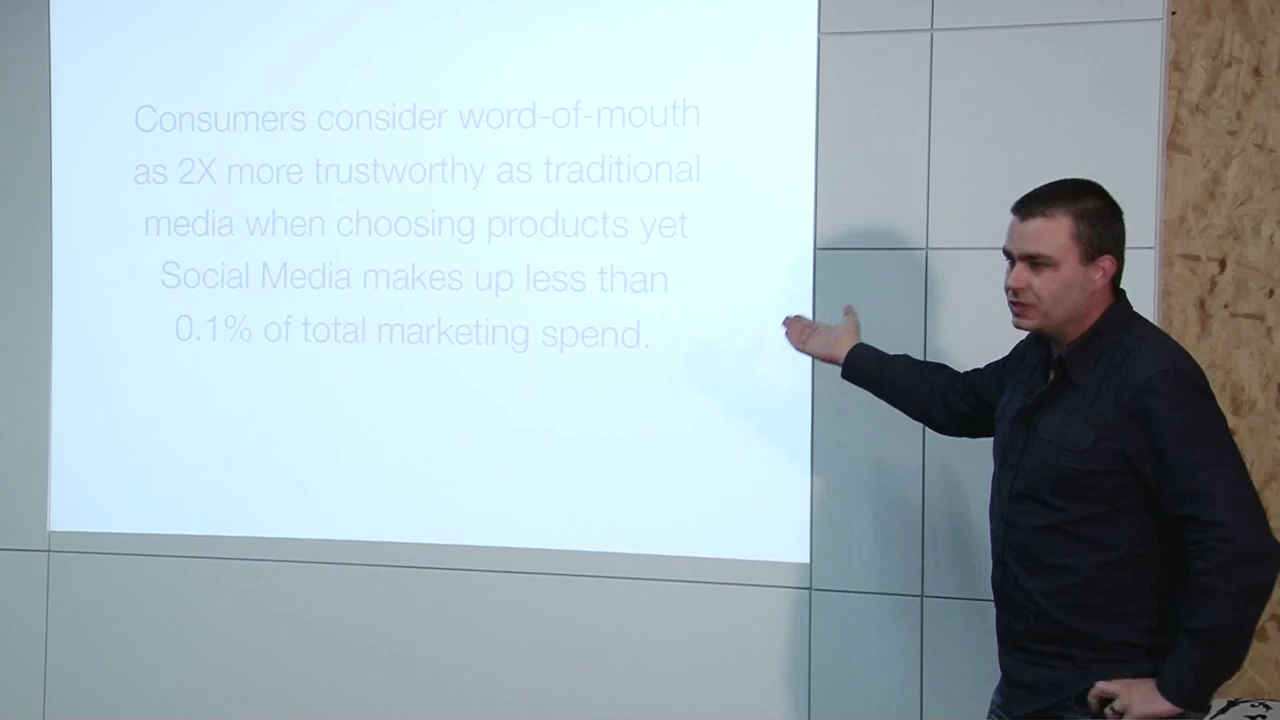 Consumers consider word-of-mouth
as 2X more trustworthy as traditional
media when choosing products yet
Social Media makes up less than
0.1% of total marketing spend.